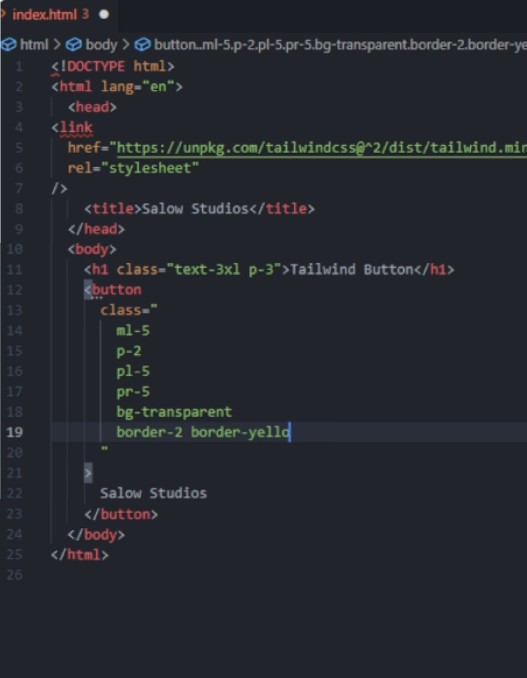 index.html 3
html > body > button..ml-5.p-2.pl-5.pr-5.bg-transparent.border-2.border-ye
1 <!DOCTYPE html>
2 <html lang="en">
3 <head>
4 <link
5 href="https://unpkg.com/tailwindcss@^2/dist/tailwind.min
6 rel="stylesheet"
7 />
8 <title>Salow Studios</title>
9 </head>
10 <body>
11 <h1 class="text-3xl p-3">Tailwind Button</h1>
12 <button
13 class="
14 ml-5
15 p-2
16 pl-5
17 pr-5
18 bg-transparent
19 border-2 border-yello
20 "
21 >
22 Salow Studios
23 </button>
24 </body>
25 </html>
26